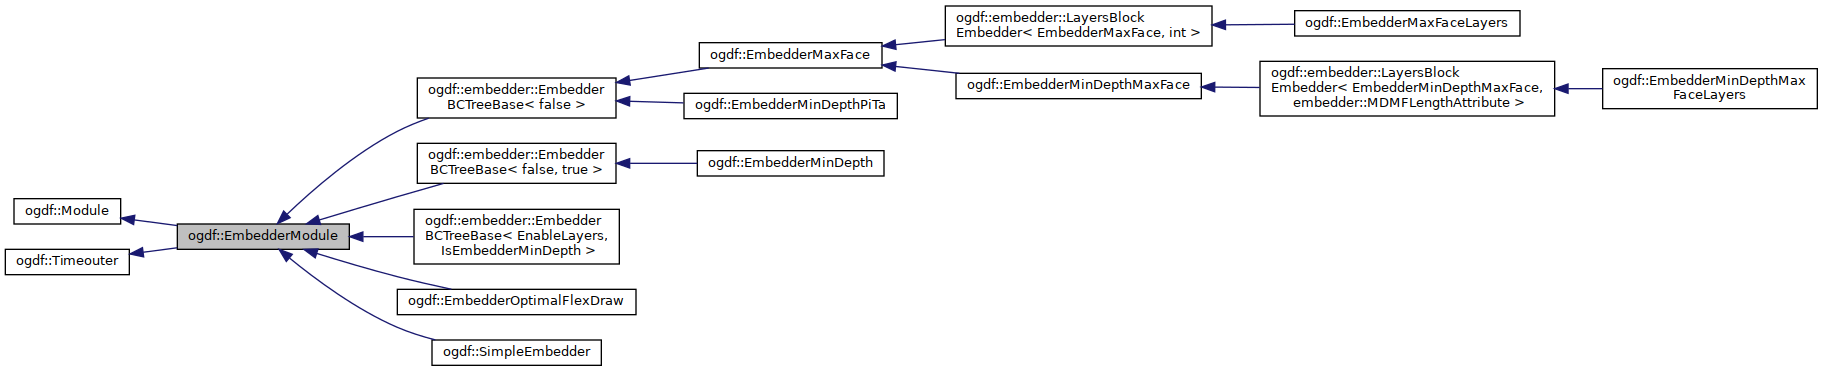 ogdf::Module
ogdf::Timeouter
ogdf::EmbedderModule
ogdf::embedder::Embedder
BCTreeBase< false >
ogdf::embedder::Embedder
BCTreeBase< false, true >
ogdf::embedder::Embedder
BCTreeBase< EnableLayers,
IsEmbedderMinDepth >
ogdf::EmbedderOptimalFlexDraw
ogdf::SimpleEmbedder
ogdf::EmbedderMaxFace
ogdf::EmbedderMinDepthPiTa
ogdf::EmbedderMinDepth
ogdf::embedder::LayersBlock
Embedder< EmbedderMaxFace, int >
ogdf::EmbedderMinDepthMaxFace
ogdf::EmbedderMaxFaceLayers
ogdf::embedder::LayersBlock
Embedder< EmbedderMinDepthMaxFace,
embedder::MDMFLengthAttribute >
ogdf::EmbedderMinDepthMax
FaceLayers